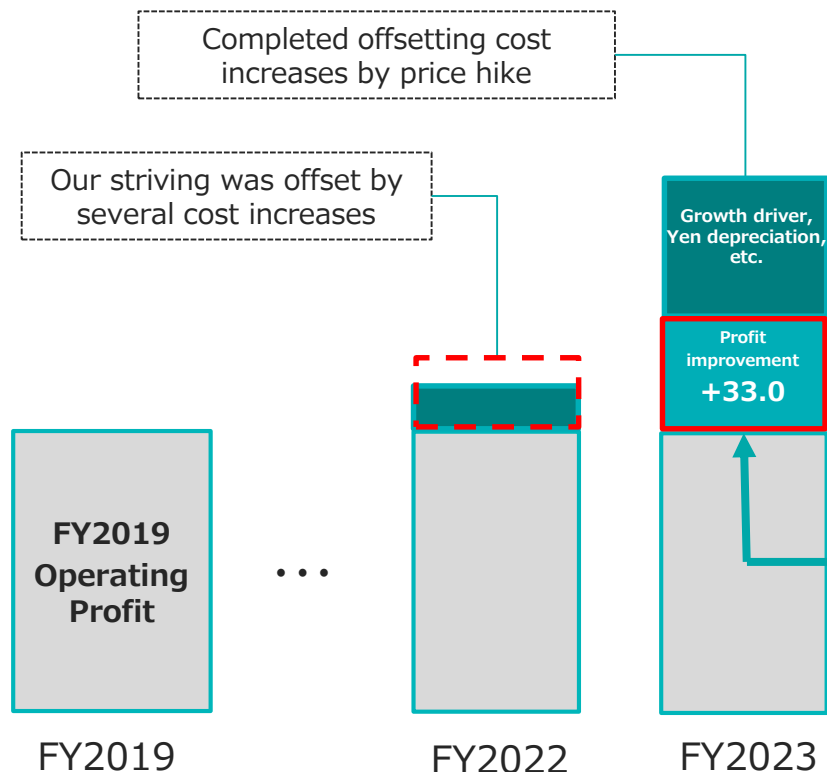 Completed offsetting cost
increases by price hike
Our striving was offset by
several cost increases
Growth driver,
Yen depreciation,
etc.
Profit
improvement
+33.0
FY2019
Operating
Profit
...
FY2019
FY2022
FY2023